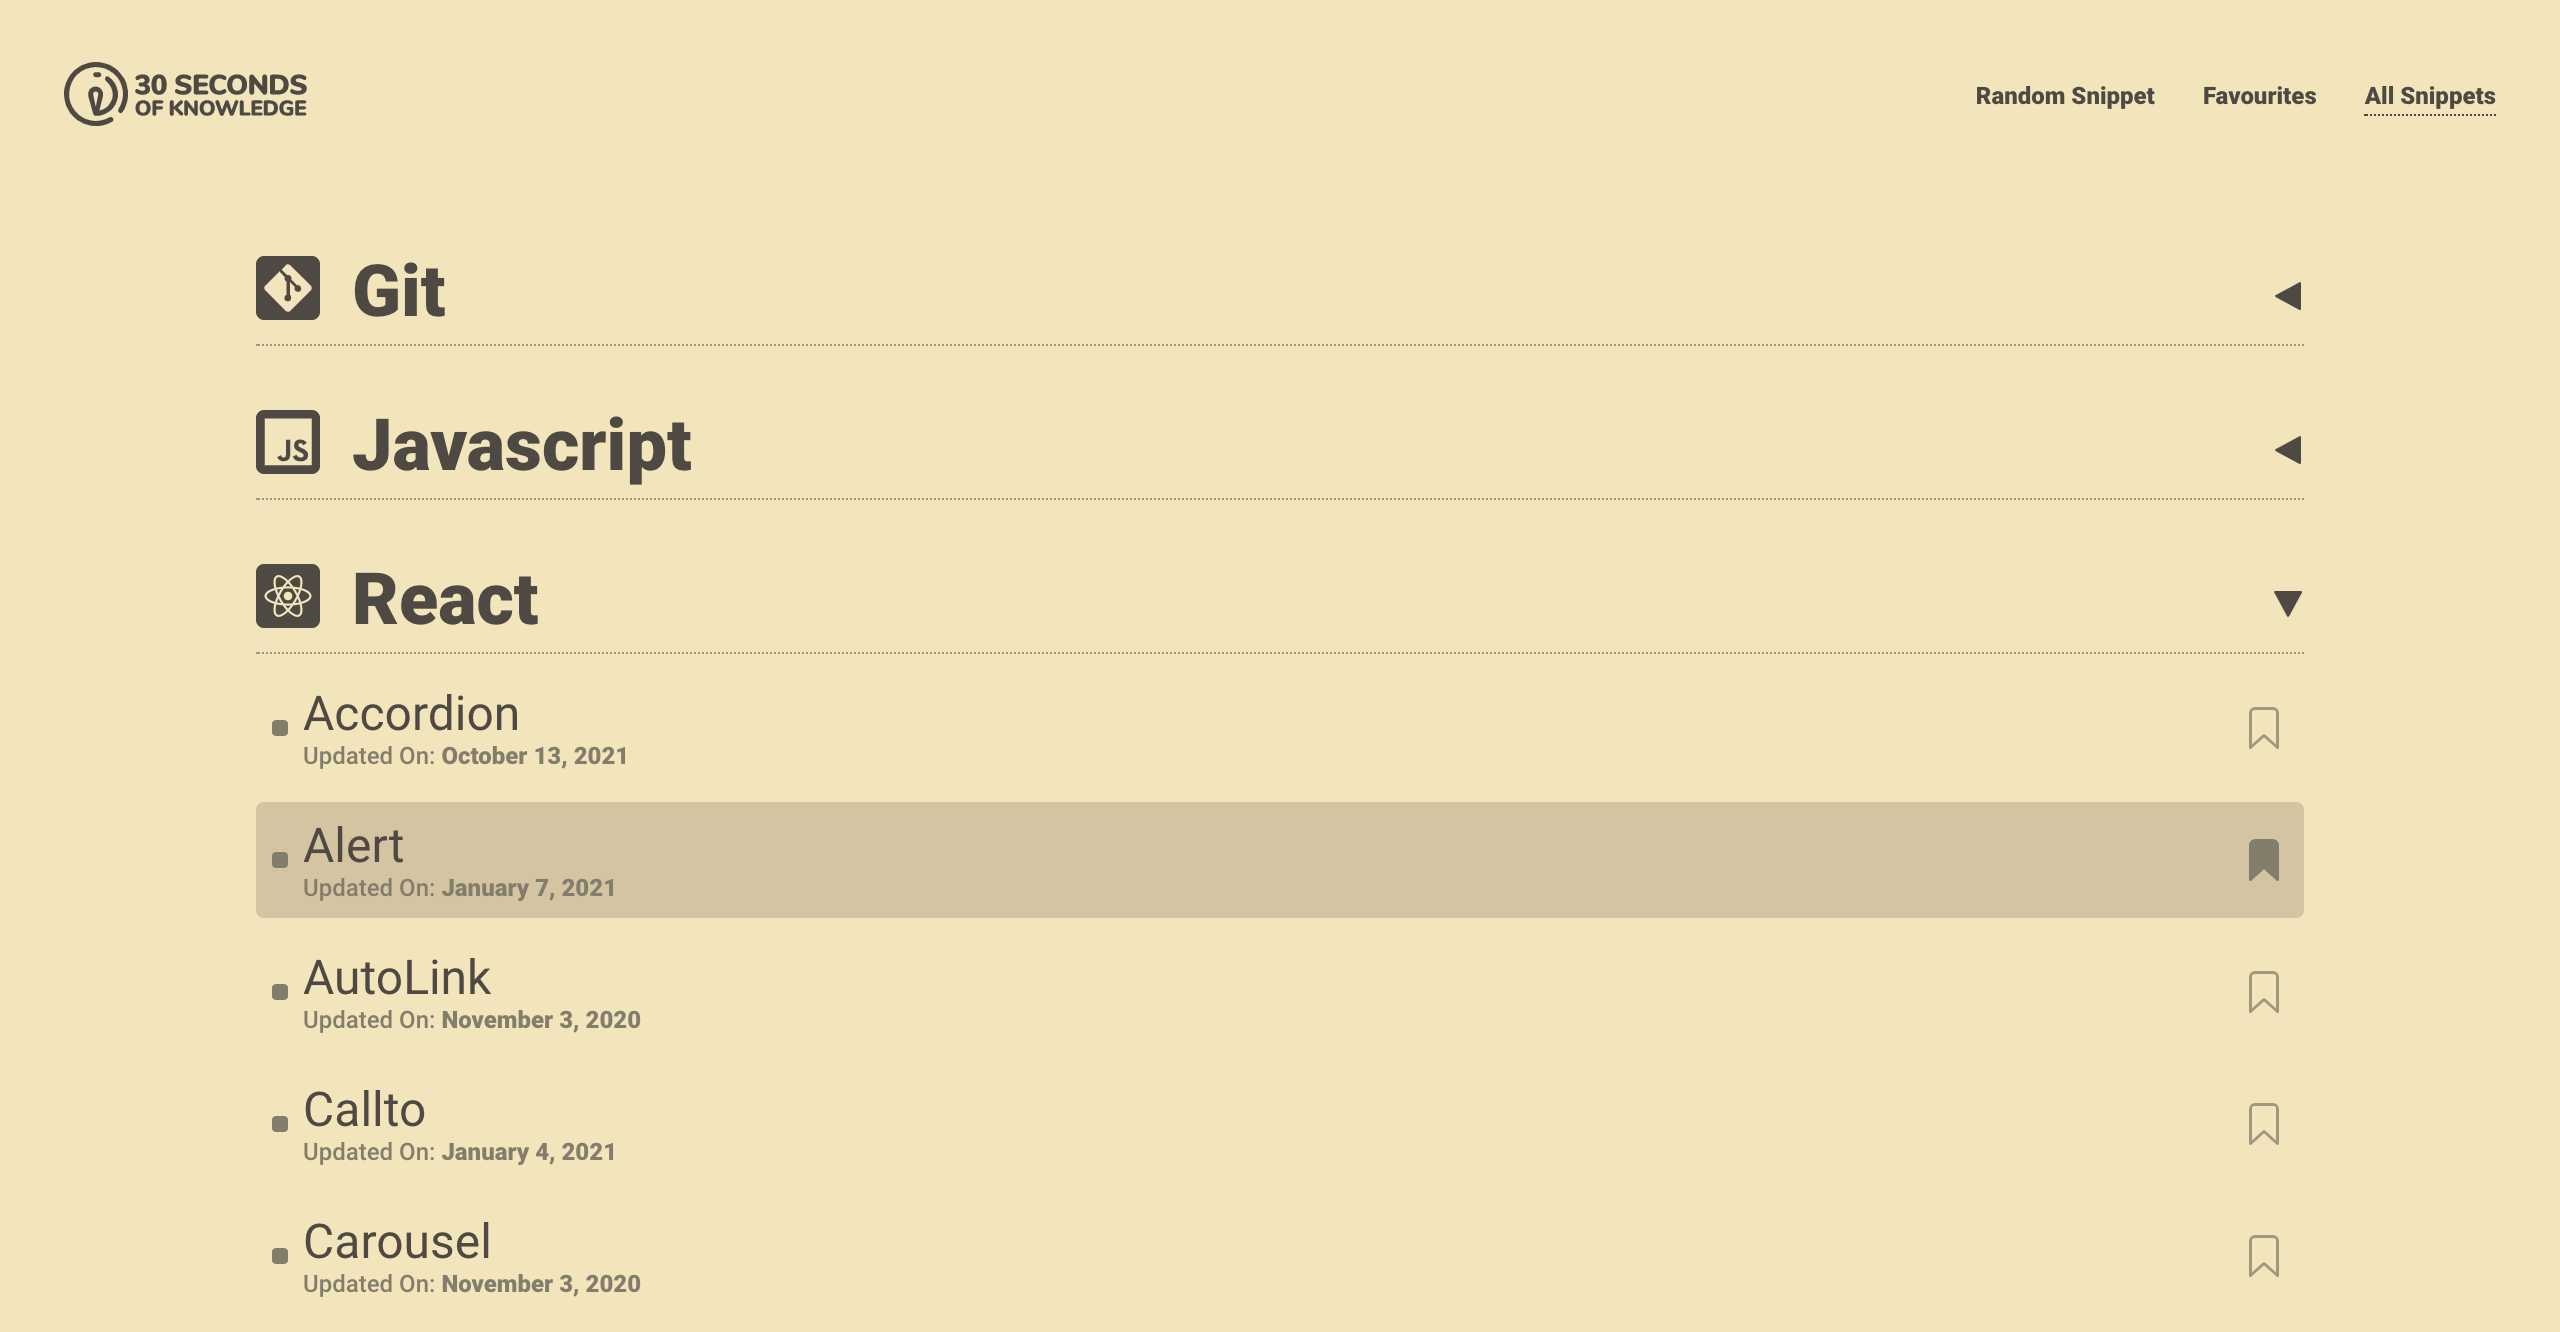 30 SECONDS
OF KNOWLEDGE
Random Snippet Favourites All Snippets
Git
JS Javascript
React
Accordion
Updated On: October 13, 2021
Alert
Updated On: January 7, 2021
AutoLink
Updated On: November 3, 2020
Callto
Updated On: January 4, 2021
Carousel
Updated On: November 3, 2020